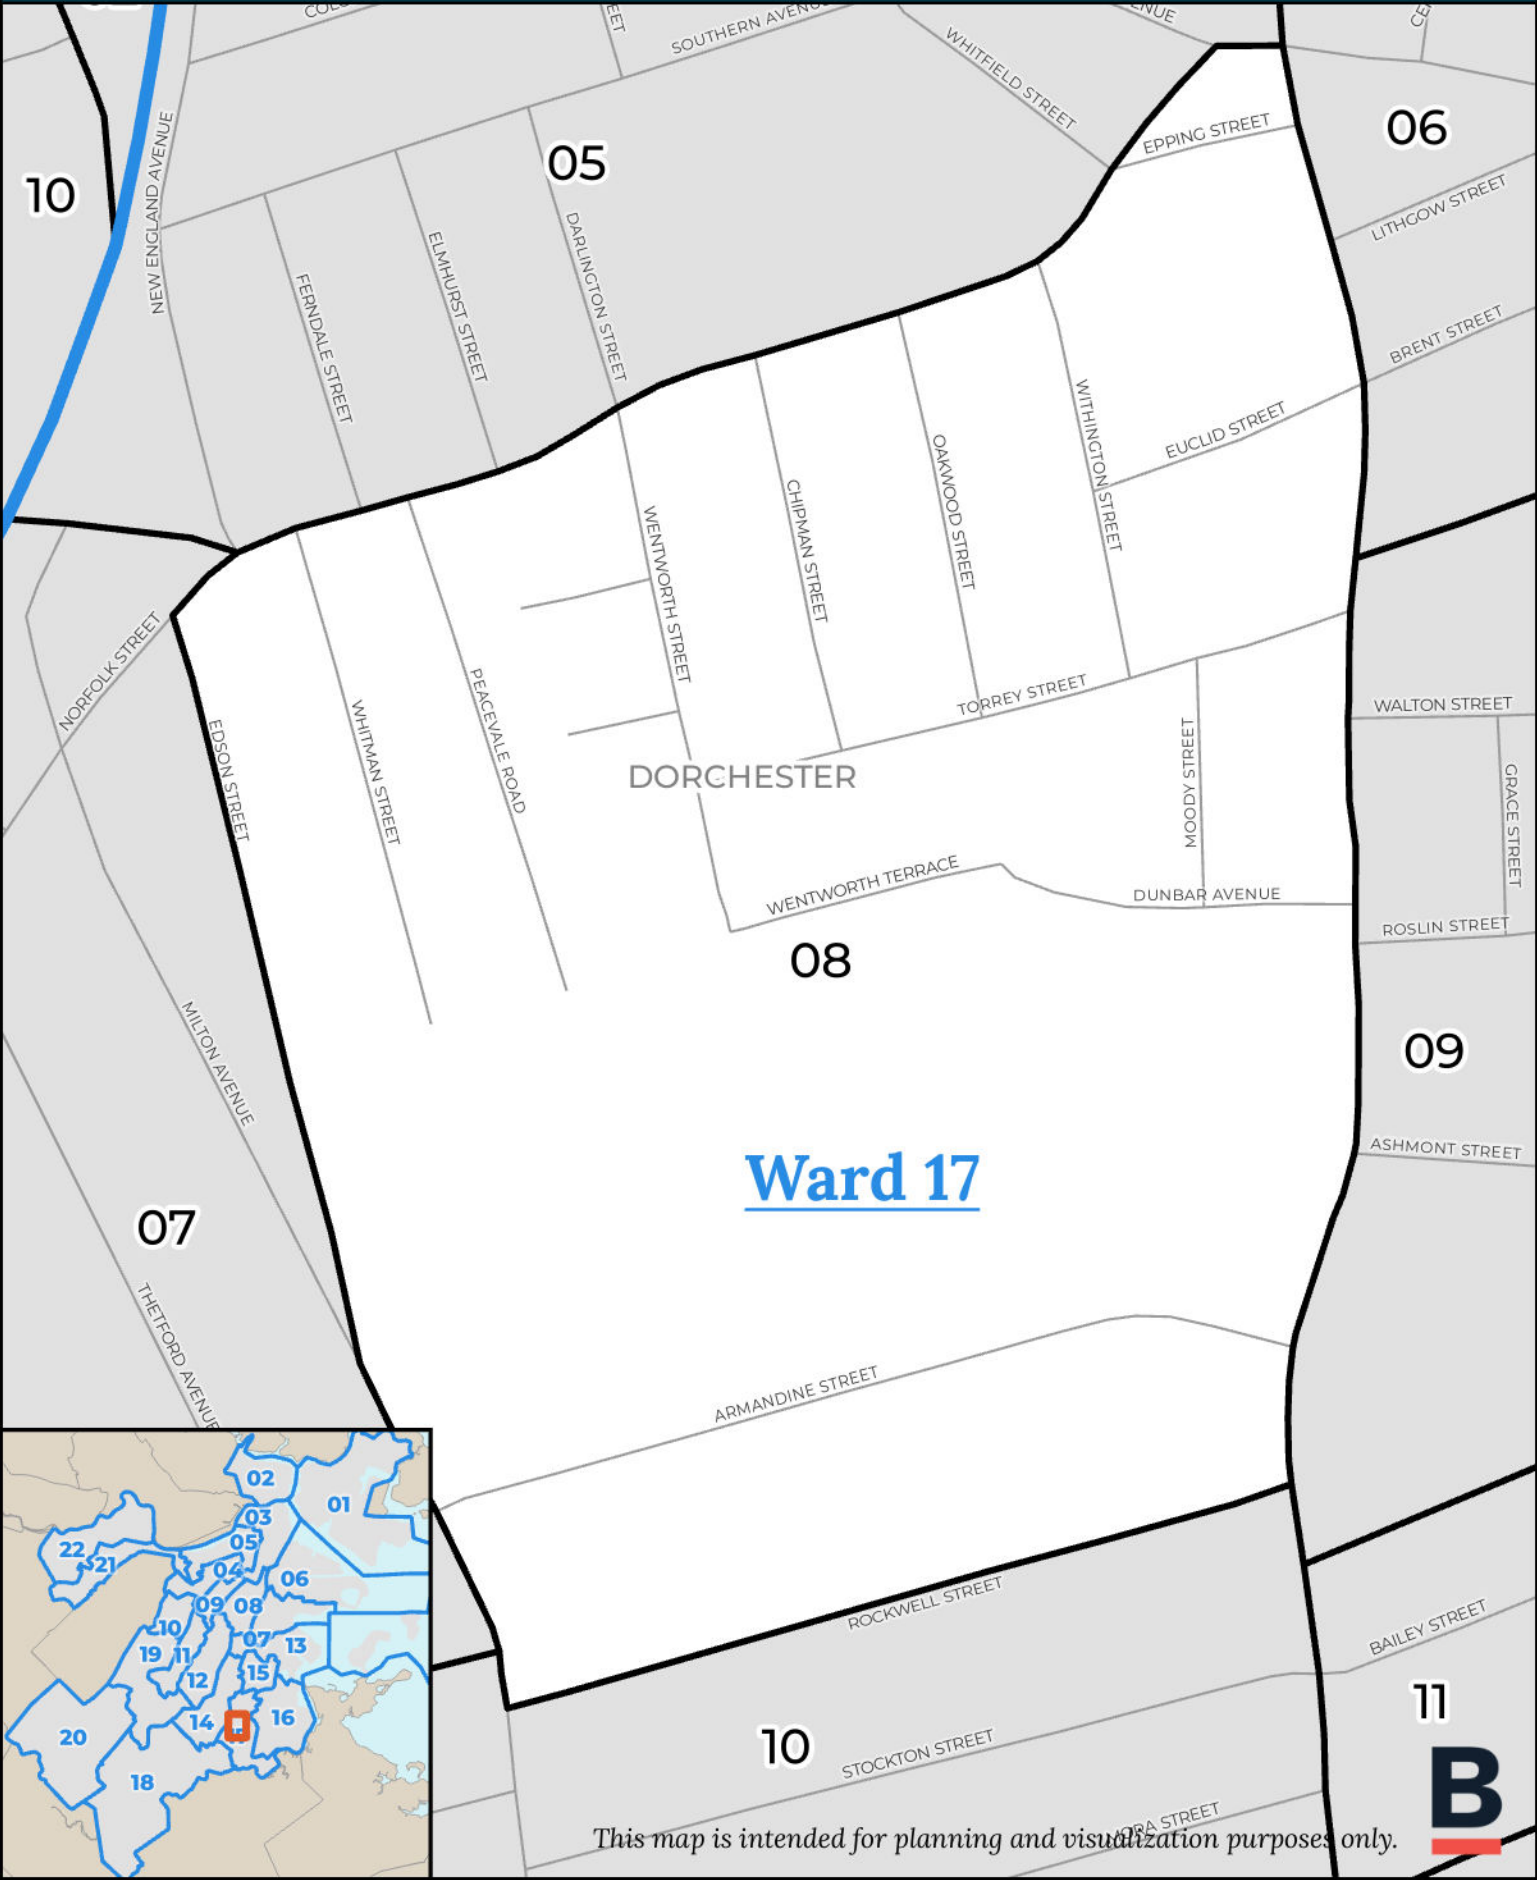 SOUTHERN AVENUE
WHITFIELD STREET
EPPING STREET
06
05
10
NEW ENGLAND AVENUE
LITHGOW STREET
DARLINGTON STREET
ELMHURST STREET
FERNDALE STREET
BRENT STREET
EUCLID STREET
WITHINGTON STREET
OAKWOOD STREET
CHIPMAN STREET
WENTWORTH STREET
NORFOLK STREET
EDSON STREET
WHITMAN STREET
PEACEVALE ROAD
TORREY STREET
WALTON STREET
MOODY STREET
GRACE STREET
DORCHESTER
WENTWORTH TERRACE
DUNBAR AVENUE
ROSLIN STREET
08
09
MILTON AVENUE
ASHMONT STREET
Ward 17
07
THETFORD AVENUE
ARMANDINE STREET
ROCKWELL STREET
BAILEY STREET
11
10
STOCKTON STREET
This map is intended for planning and visualization purposes only.
B
02
01
03
05
22
21
04
06
09
08
10
07
13
19
11
15
12
14
16
20
18